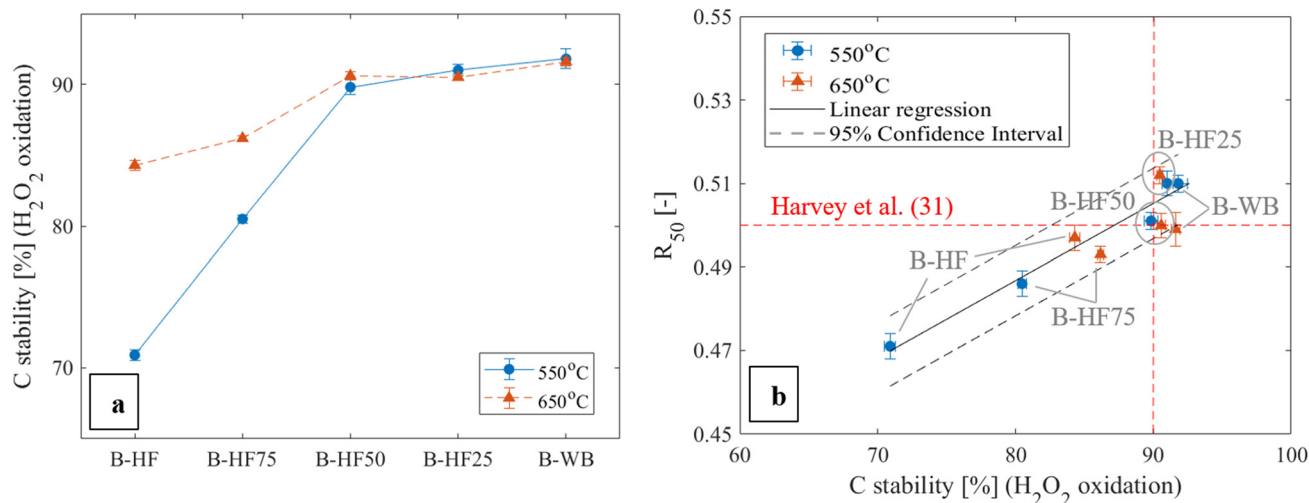 C stability [%] (H2O2 oxidation)
90
80
70
B-HF
B-HF75
B-HF50
B-HF25
B-WB
a
550°C
650°C
R50 [-]
0.55
0.53
0.51
0.49
0.47
0.45
550°C
650°C
Linear regression
95% Confidence Interval
B-HF25
Harvey et al. (31)
B-HF50
B-WB
B-HF
B-HF75
b
60
70
80
90
100
C stability [%] (H2O2 oxidation)